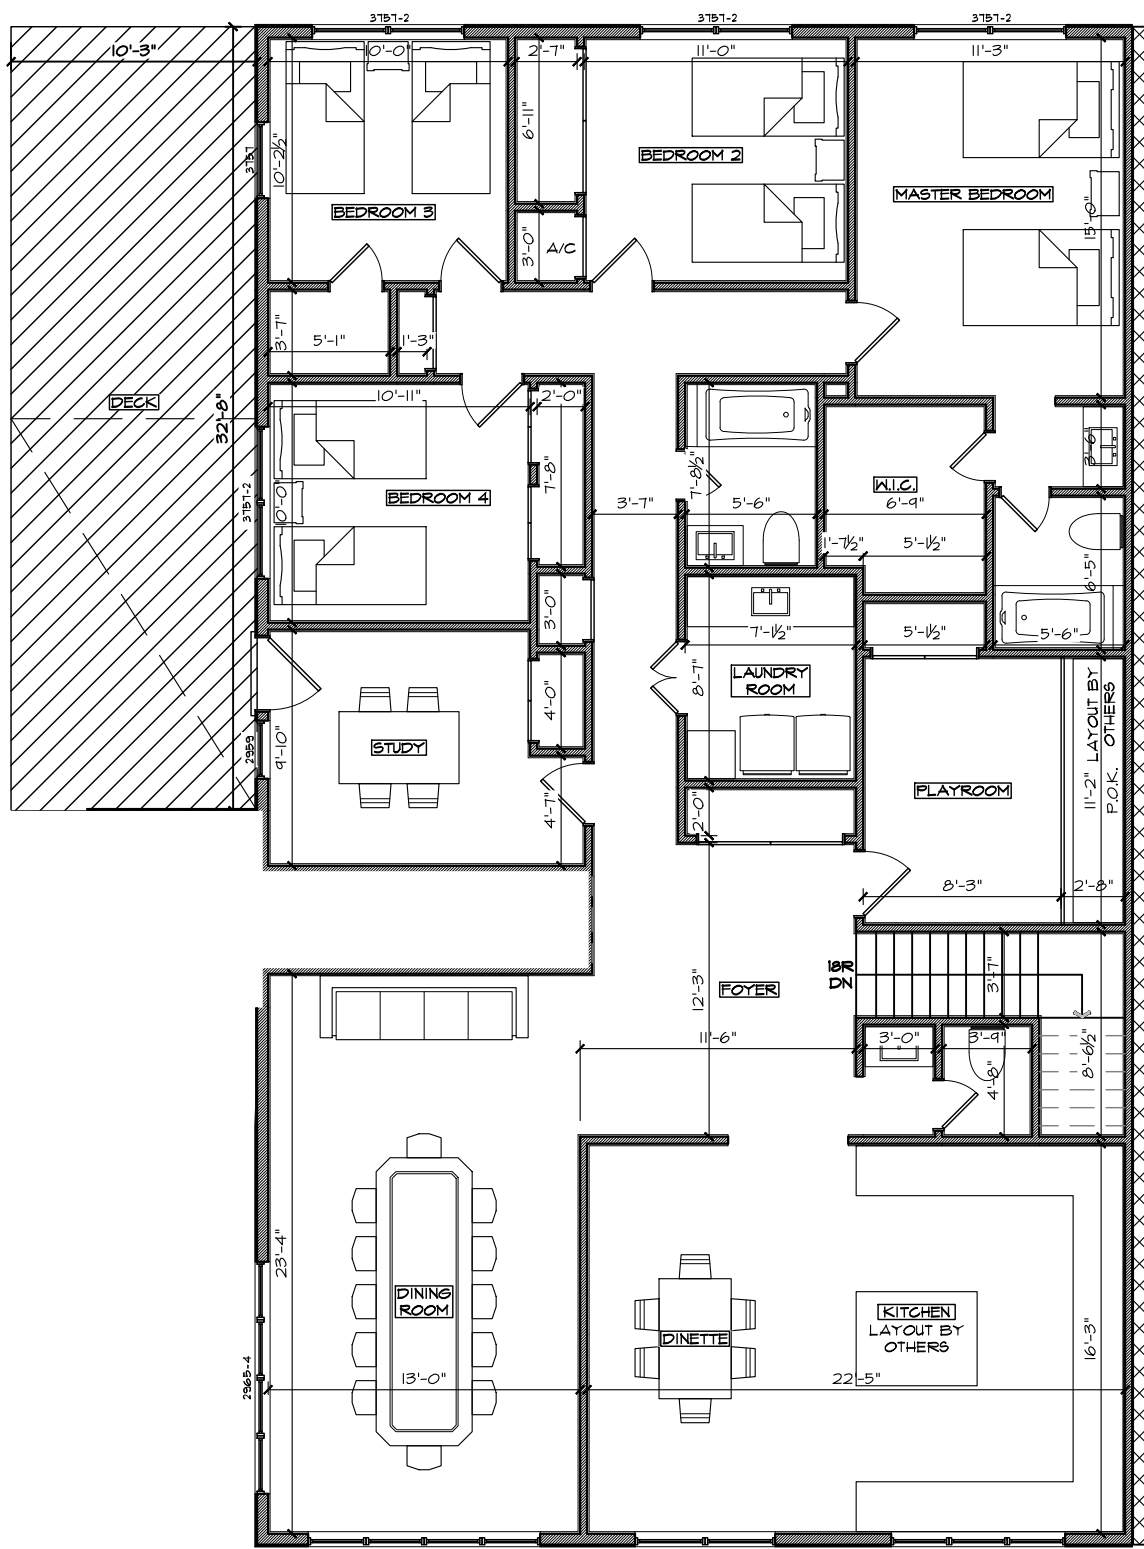 3757-2
3757-2
3757-2
10'-3"
10'-0"
2'-7"
11'-0"
11'-3"
6'-11"
3757
10'-2½"
BEDROOM 2
MASTER BEDROOM
BEDROOM 3
15'-0"
3'-0"
A/C
3'-7"
5'-1"
1'-3"
DECK
32'-8"
10'-11"
2'-0"
3'-6"
7'-8"
7'-8½"
W.I.C.
BEDROOM 4
3757-2
10'-0"
3'-7"
5'-6"
6'-9"
1'-7½"
5'-1½"
6'-5"
3'-0"
7'-1½"
5'-1½"
5'-6"
8'-7"
LAUNDRY
ROOM
4'-0"
STUDY
2959
9'-10"
11'-2"
LAYOUT BY
P.O.K. OTHERS
PLAYROOM
4'-7"
2'-0"
8'-3"
2'-8"
18R
DN
3'-7"
12'-3"
FOYER
11'-6"
3'-0"
3'-9"
4'-8"
8'-6½"
23'-4"
DINING
ROOM
KITCHEN
LAYOUT BY
OTHERS
DINETTE
16'-3"
2965-4
13'-0"
22'-5"